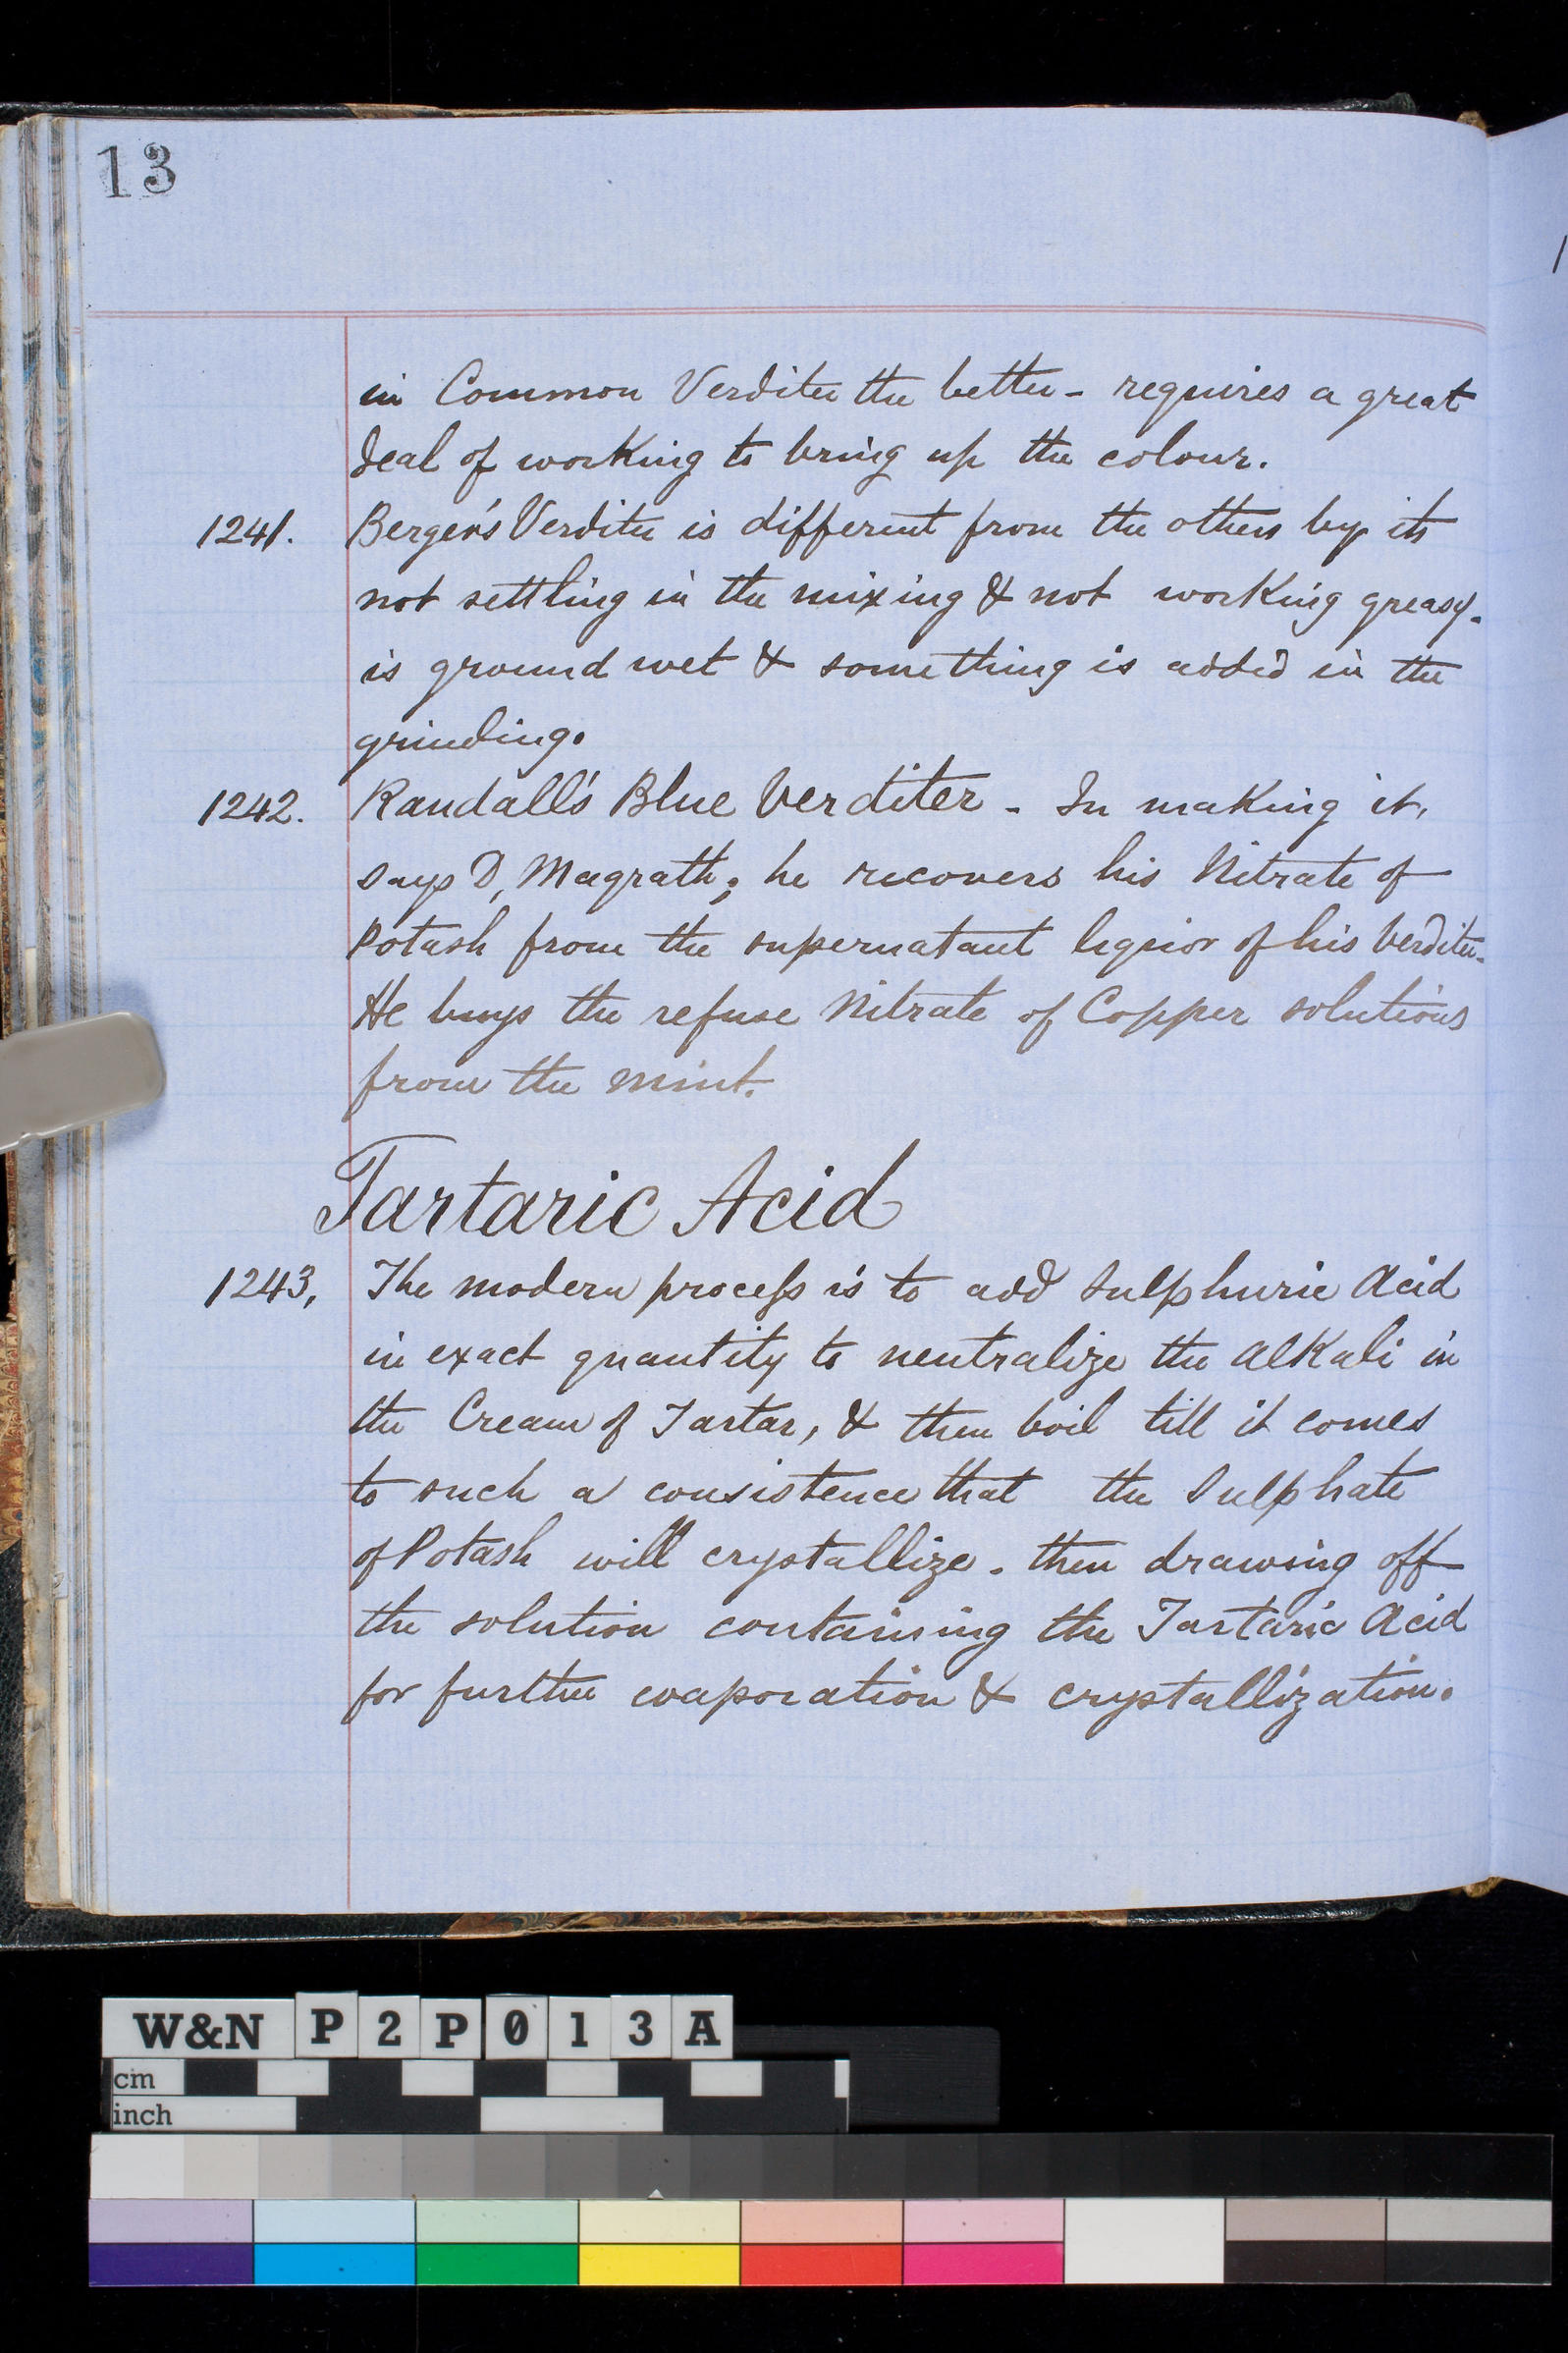 13
in Common Verditer the better - requires a great
deal of working to bring up the colour.
1241. Berger's Verditer is different from the others by its
not settling in the mixing & not working greasy.
is ground wet & something is added in the
grinding.
1242. Randall's Blue Verditer - In making it,
says D, Magrath; he recovers his Nitrate of
Potash from the supernatant liquor of his Verditer.
He buys the refuse Nitrate of Copper solutions
from the mint.
Tartaric Acid
1243, The modern process is to add Sulphuric Acid
in exact quantity to neutralize the Alkali in
the Cream of Tartar, & then boil till it comes
to such a consistence that the Sulphate
of Potash will crystallize. then drawing off
the solution containing the Tartaric Acid
for further evaporation & crystallization.
W&N P2P013A
cm
inch